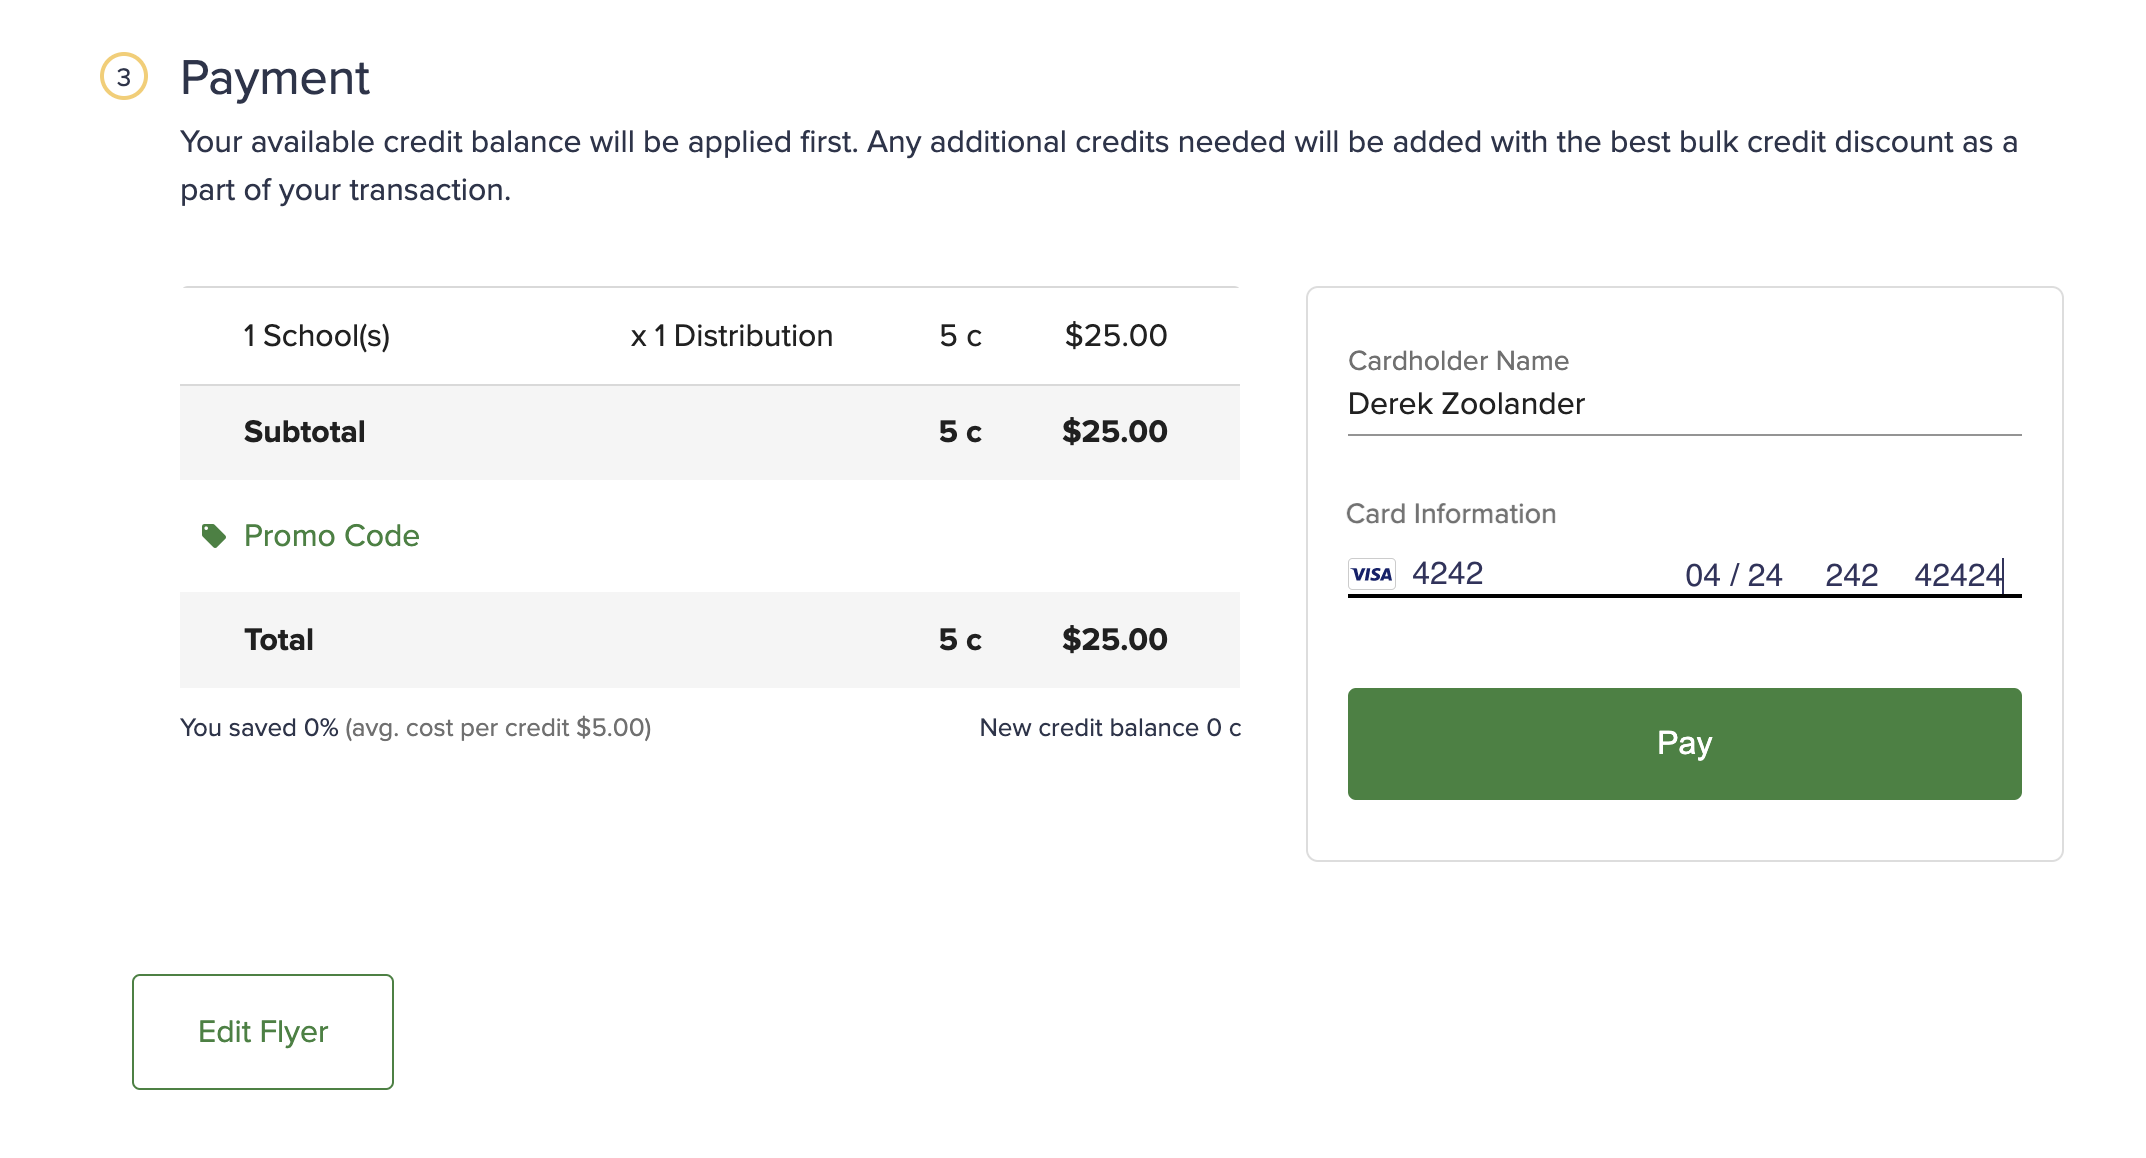 3 Payment
Your available credit balance will be applied first. Any additional credits needed will be added with the best bulk credit discount as a
part of your transaction.
1 School(s) x 1 Distribution 5 c $25.00
Subtotal 5 c $25.00
Promo Code
Total 5 c $25.00
You saved 0% (avg. cost per credit $5.00) New credit balance 0 c
Cardholder Name
Derek Zoolander
Card Information
VISA 4242 04 / 24 242 42424
Pay
Edit Flyer